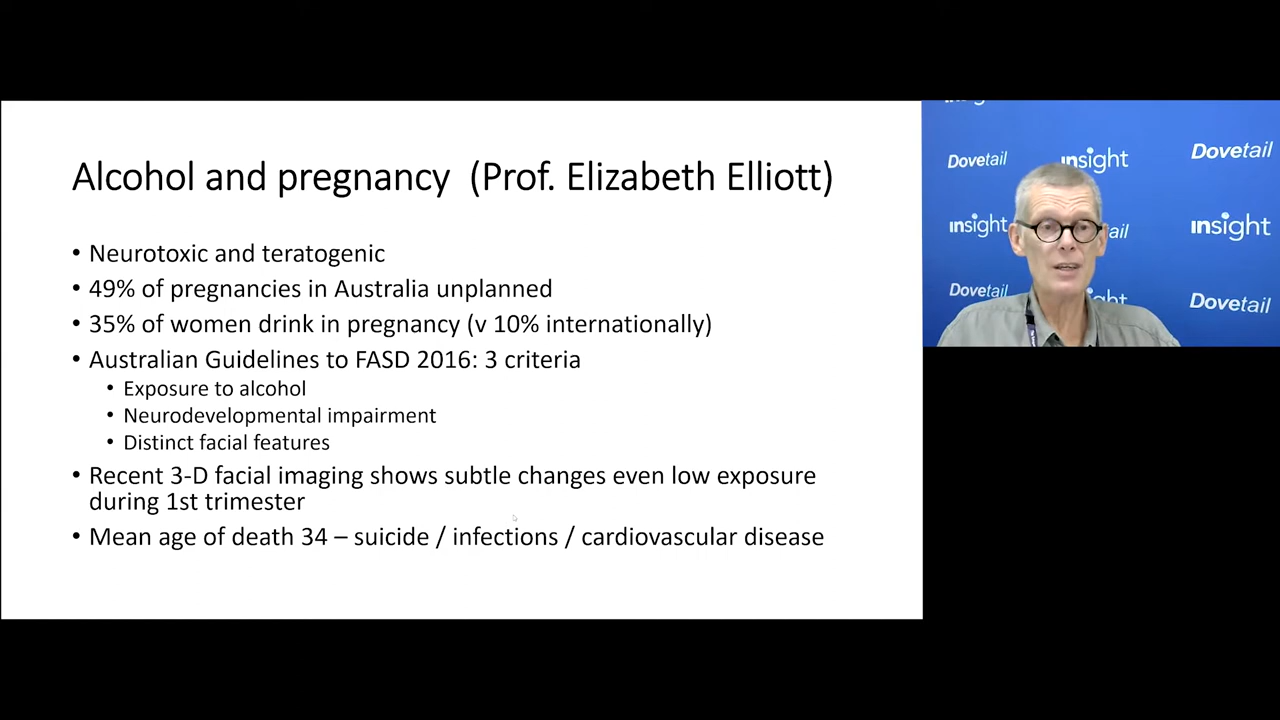 Alcohol and pregnancy (Prof. Elizabeth Elliott)
• Neurotoxic and teratogenic
• 49% of pregnancies in Australia unplanned
• 35% of women drink in pregnancy (v 10% internationally)
• Australian Guidelines to FASD 2016: 3 criteria
• Exposure to alcohol
• Neurodevelopmental impairment
• Distinct facial features
• Recent 3-D facial imaging shows subtle changes even low exposure
during 1st trimester
• Mean age of death 34 – suicide / infections / cardiovascular disease
Dovetail insight Dovetail
insight insight
Dovetail Dovetail